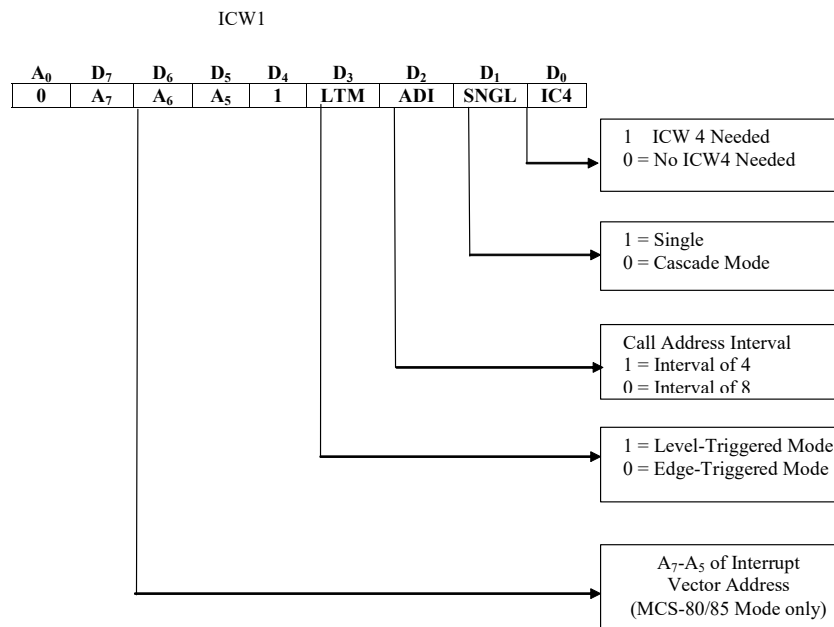 ICW1
A₀ D₇ D₆ D₅ D₄ D₃ D₂ D₁ D₀
0 A₇ A₆ A₅ 1 LTM ADI SNGL IC4
1 ICW 4 Needed
0 = No ICW4 Needed
1 = Single
0 = Cascade Mode
Call Address Interval
1 = Interval of 4
0 = Interval of 8
1 = Level-Triggered Mode
0 = Edge-Triggered Mode
A₇-A₅ of Interrupt
Vector Address
(MCS-80/85 Mode only)